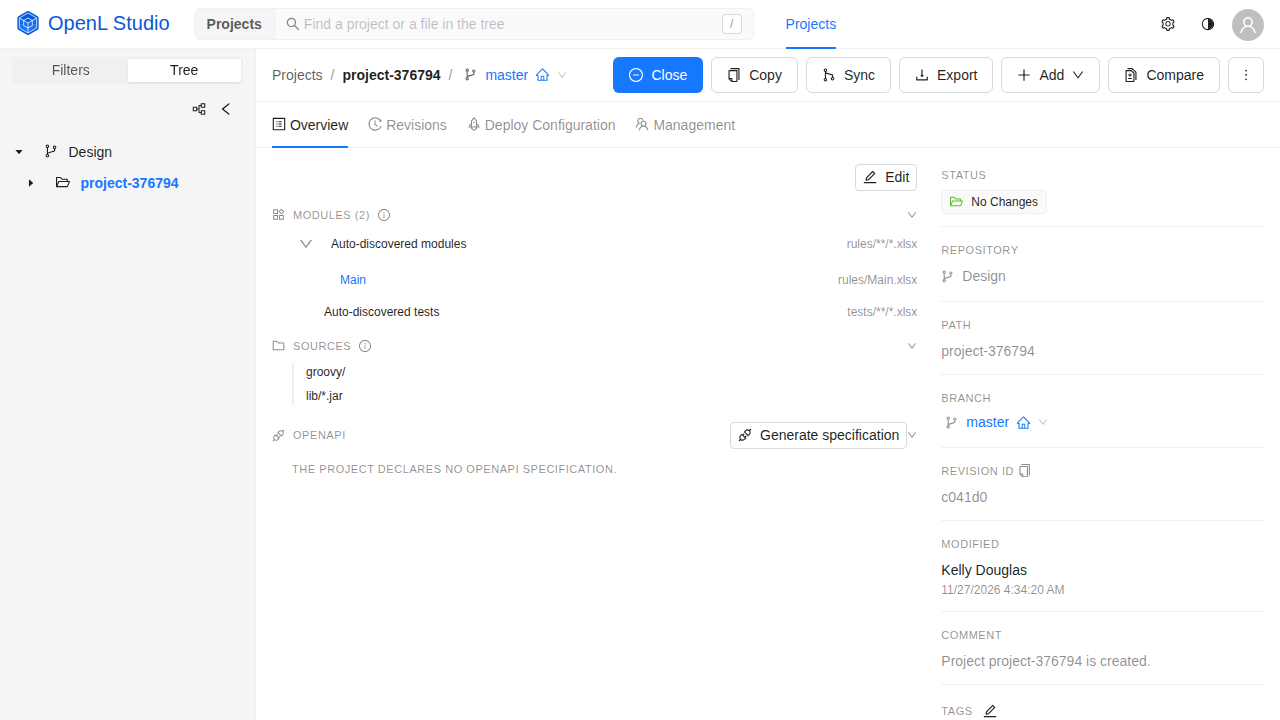 OpenL Studio
Projects
Find a project or a file in the tree
/
Projects
Filters
Tree
Design
project-376794
Projects / project-376794 / master
Close
Copy
Sync
Export
Add
Compare
Overview
Revisions
Deploy Configuration
Management
Edit
MODULES (2)
Auto-discovered modules
rules/**/*.xlsx
Main
rules/Main.xlsx
Auto-discovered tests
tests/**/*.xlsx
SOURCES
groovy/
lib/*.jar
OPENAPI
Generate specification
THE PROJECT DECLARES NO OPENAPI SPECIFICATION.
STATUS
No Changes
REPOSITORY
Design
PATH
project-376794
BRANCH
master
REVISION ID
c041d0
MODIFIED
Kelly Douglas
11/27/2026 4:34:20 AM
COMMENT
Project project-376794 is created.
TAGS